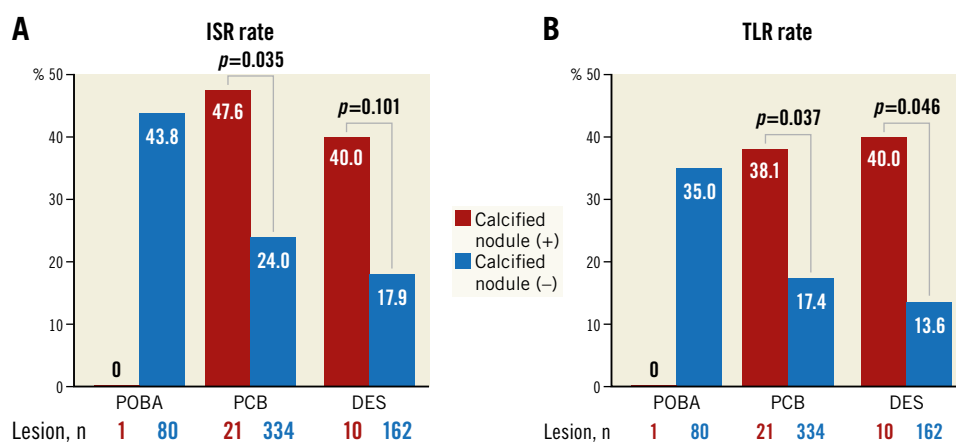 A
ISR rate
% 50
40
30
20
10
0
p=0.035
p=0.101
0
43.8
47.6
24.0
40.0
17.9
POBA
PCB
DES
Lesion, n 1 80 21 334 10 162
Calcified
nodule (+)
Calcified
nodule (–)
B
TLR rate
% 50
40
30
20
10
0
p=0.037
p=0.046
0
35.0
38.1
17.4
40.0
13.6
POBA
PCB
DES
Lesion, n 1 80 21 334 10 162